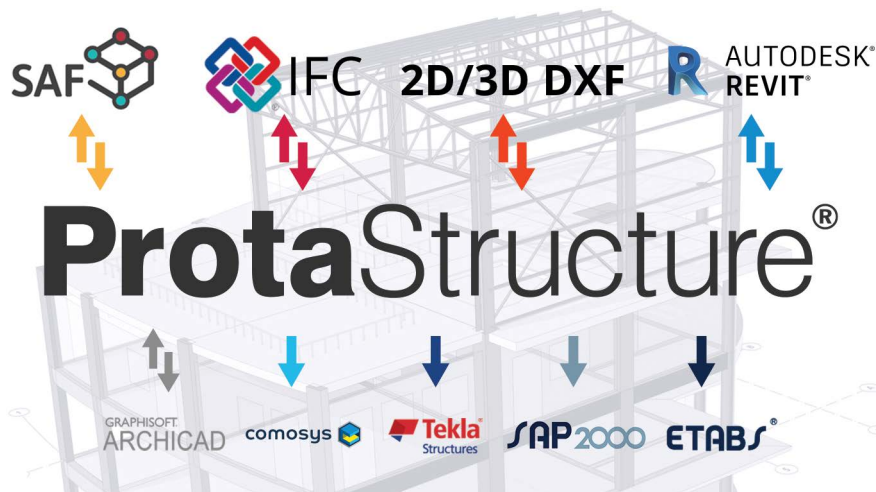 SAF
IFC
®
2D/3D DXF
R AUTODESK®
REVIT®
ProtaStructure®
GRAPHISOFT.
ARCHICAD
comosys
Tekla®
Structures
SAP2000
ETABS®